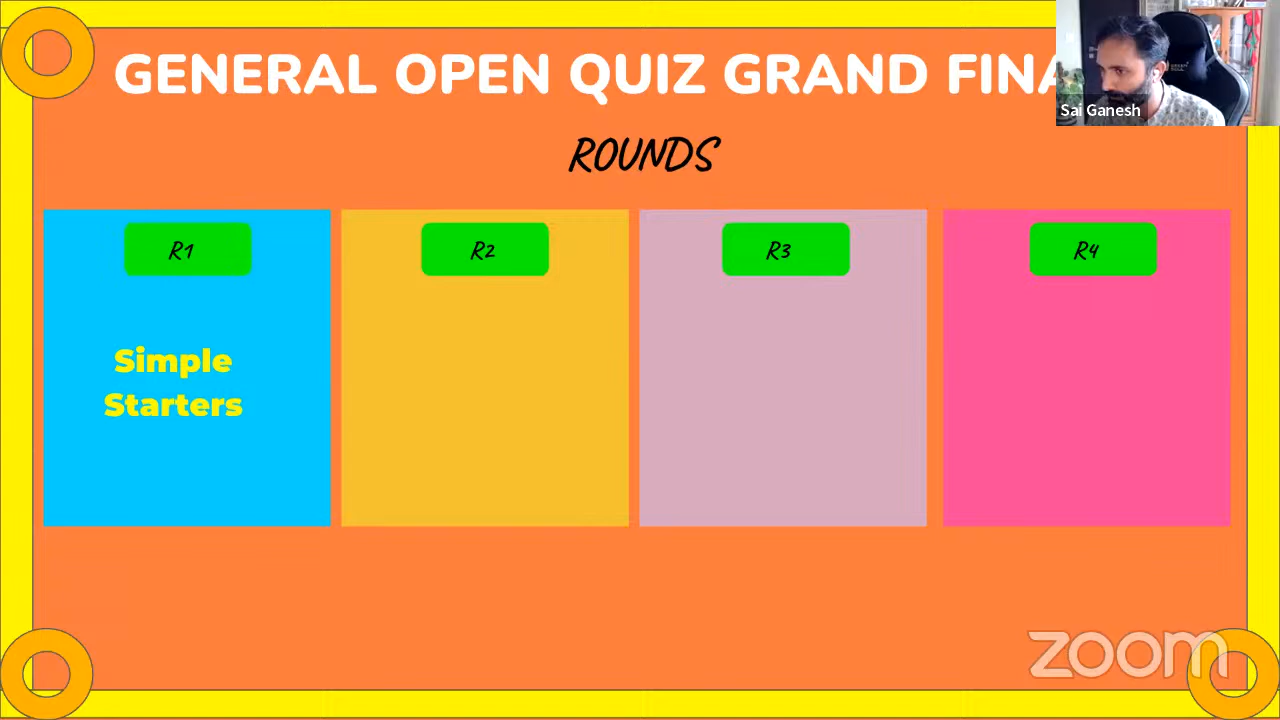 GENERAL OPEN QUIZ GRAND FINA
Sai Ganesh
ROUNDS
R1
R2
R3
R4
Simple
Starters
zoom